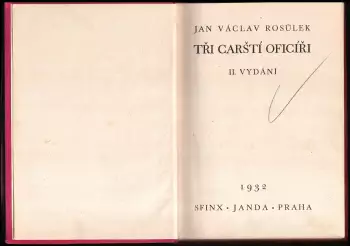 JAN VÁCLAV ROSŮLEK
TŘI CARŠTÍ OFICÍŘI
II. VYDÁNÍ
1932
SFINX • JANDA • PRAHA